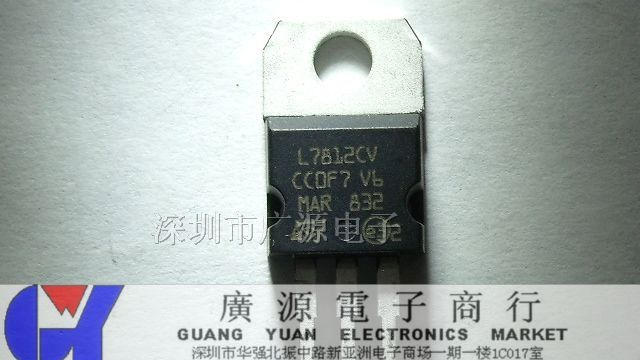 L7812CV
CC0F7 V6
MAR 832
深圳市广源电子
e32
廣源電子商行
GUANG YUAN ELECTRONICS MARKET
深圳市华强北振中路新亚洲电子商场一期一楼1C017室